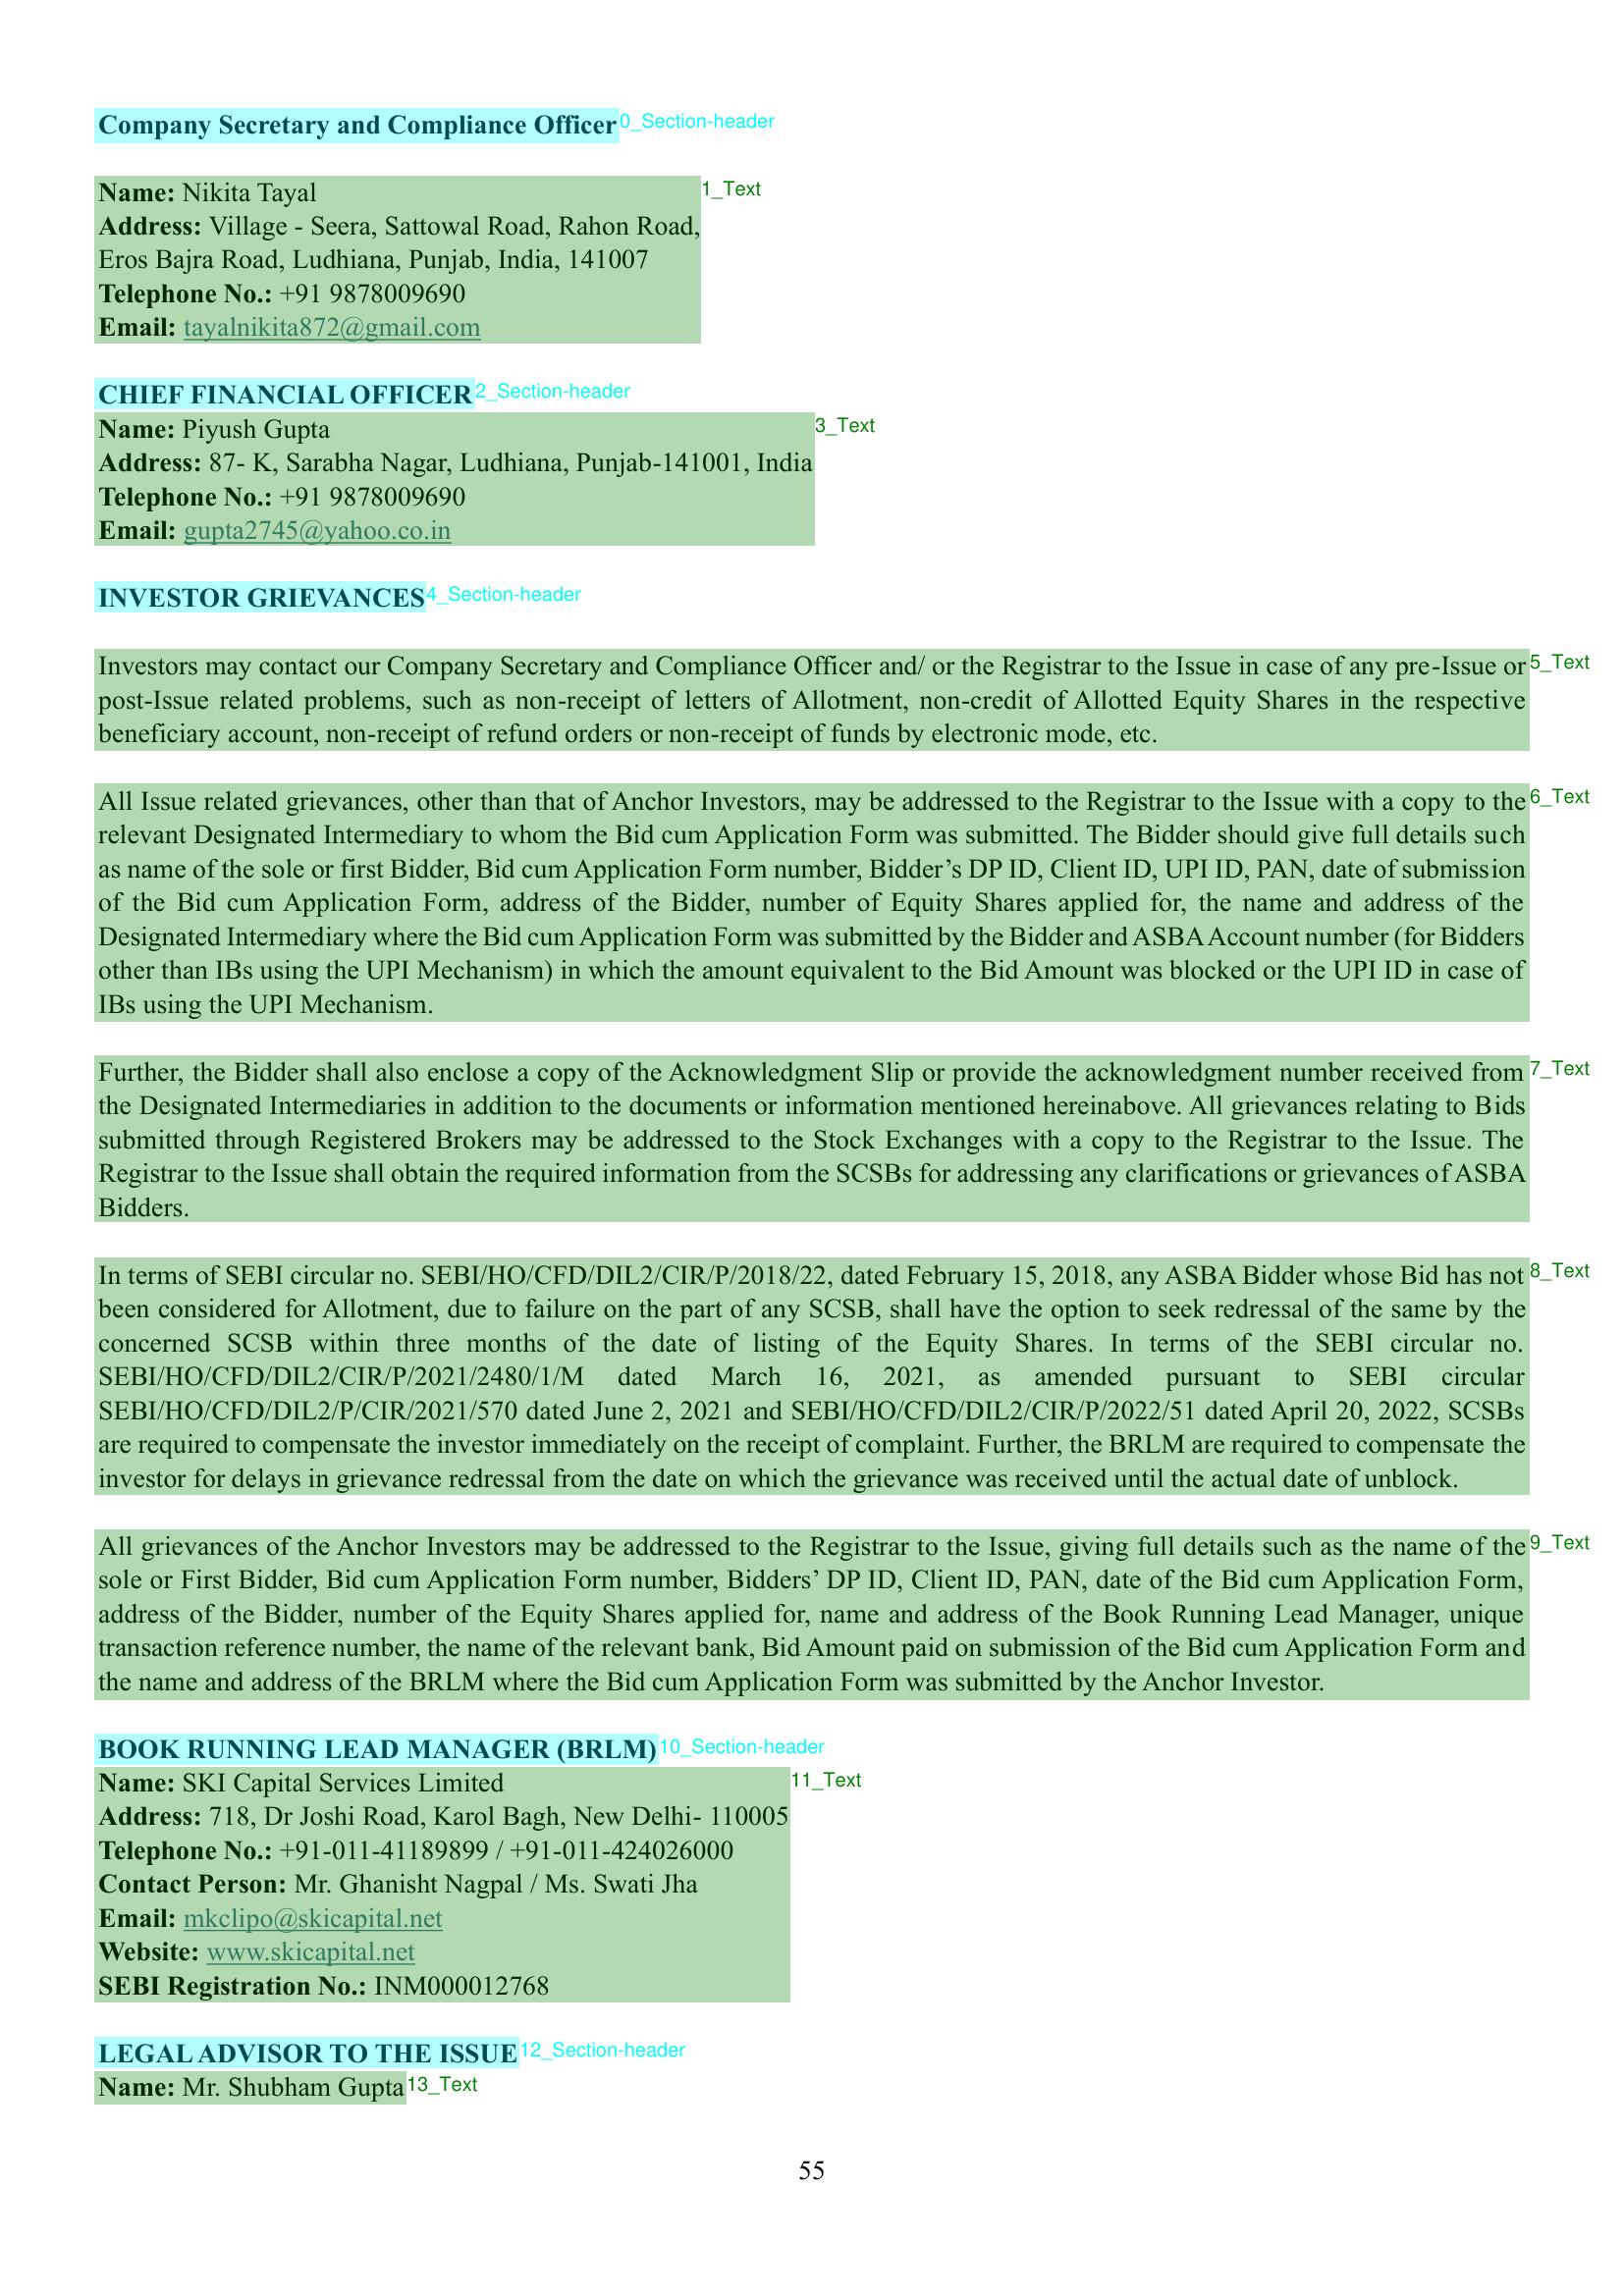 Company Secretary and Compliance Officer 0_Section-header
Name: Nikita Tayal 1_Text
Address: Village - Seera, Sattowal Road, Rahon Road,
Eros Bajra Road, Ludhiana, Punjab, India, 141007
Telephone No.: +91 9878009690
Email: tayalnikita872@gmail.com
CHIEF FINANCIAL OFFICER 2_Section-header
Name: Piyush Gupta 3_Text
Address: 87- K, Sarabha Nagar, Ludhiana, Punjab-141001, India
Telephone No.: +91 9878009690
Email: gupta2745@yahoo.co.in
INVESTOR GRIEVANCES 4_Section-header
Investors may contact our Company Secretary and Compliance Officer and/ or the Registrar to the Issue in case of any pre-Issue or 5_Text
post-Issue related problems, such as non-receipt of letters of Allotment, non-credit of Allotted Equity Shares in the respective
beneficiary account, non-receipt of refund orders or non-receipt of funds by electronic mode, etc.
All Issue related grievances, other than that of Anchor Investors, may be addressed to the Registrar to the Issue with a copy to the 6_Text
relevant Designated Intermediary to whom the Bid cum Application Form was submitted. The Bidder should give full details such
as name of the sole or first Bidder, Bid cum Application Form number, Bidder’s DP ID, Client ID, UPI ID, PAN, date of submission
of the Bid cum Application Form, address of the Bidder, number of Equity Shares applied for, the name and address of the
Designated Intermediary where the Bid cum Application Form was submitted by the Bidder and ASBA Account number (for Bidders
other than IBs using the UPI Mechanism) in which the amount equivalent to the Bid Amount was blocked or the UPI ID in case of
IBs using the UPI Mechanism.
Further, the Bidder shall also enclose a copy of the Acknowledgment Slip or provide the acknowledgment number received from 7_Text
the Designated Intermediaries in addition to the documents or information mentioned hereinabove. All grievances relating to Bids
submitted through Registered Brokers may be addressed to the Stock Exchanges with a copy to the Registrar to the Issue. The
Registrar to the Issue shall obtain the required information from the SCSBs for addressing any clarifications or grievances of ASBA
Bidders.
In terms of SEBI circular no. SEBI/HO/CFD/DIL2/CIR/P/2018/22, dated February 15, 2018, any ASBA Bidder whose Bid has not 8_Text
been considered for Allotment, due to failure on the part of any SCSB, shall have the option to seek redressal of the same by the
concerned SCSB within three months of the date of listing of the Equity Shares. In terms of the SEBI circular no.
SEBI/HO/CFD/DIL2/CIR/P/2021/2480/1/M dated March 16, 2021, as amended pursuant to SEBI circular
SEBI/HO/CFD/DIL2/P/CIR/2021/570 dated June 2, 2021 and SEBI/HO/CFD/DIL2/CIR/P/2022/51 dated April 20, 2022, SCSBs
are required to compensate the investor immediately on the receipt of complaint. Further, the BRLM are required to compensate the
investor for delays in grievance redressal from the date on which the grievance was received until the actual date of unblock.
All grievances of the Anchor Investors may be addressed to the Registrar to the Issue, giving full details such as the name of the 9_Text
sole or First Bidder, Bid cum Application Form number, Bidders’ DP ID, Client ID, PAN, date of the Bid cum Application Form,
address of the Bidder, number of the Equity Shares applied for, name and address of the Book Running Lead Manager, unique
transaction reference number, the name of the relevant bank, Bid Amount paid on submission of the Bid cum Application Form and
the name and address of the BRLM where the Bid cum Application Form was submitted by the Anchor Investor.
BOOK RUNNING LEAD MANAGER (BRLM) 10_Section-header
Name: SKI Capital Services Limited 11_Text
Address: 718, Dr Joshi Road, Karol Bagh, New Delhi- 110005
Telephone No.: +91-011-41189899 / +91-011-424026000
Contact Person: Mr. Ghanisht Nagpal / Ms. Swati Jha
Email: mkclipo@skicapital.net
Website: www.skicapital.net
SEBI Registration No.: INM000012768
LEGAL ADVISOR TO THE ISSUE 12_Section-header
Name: Mr. Shubham Gupta 13_Text
55